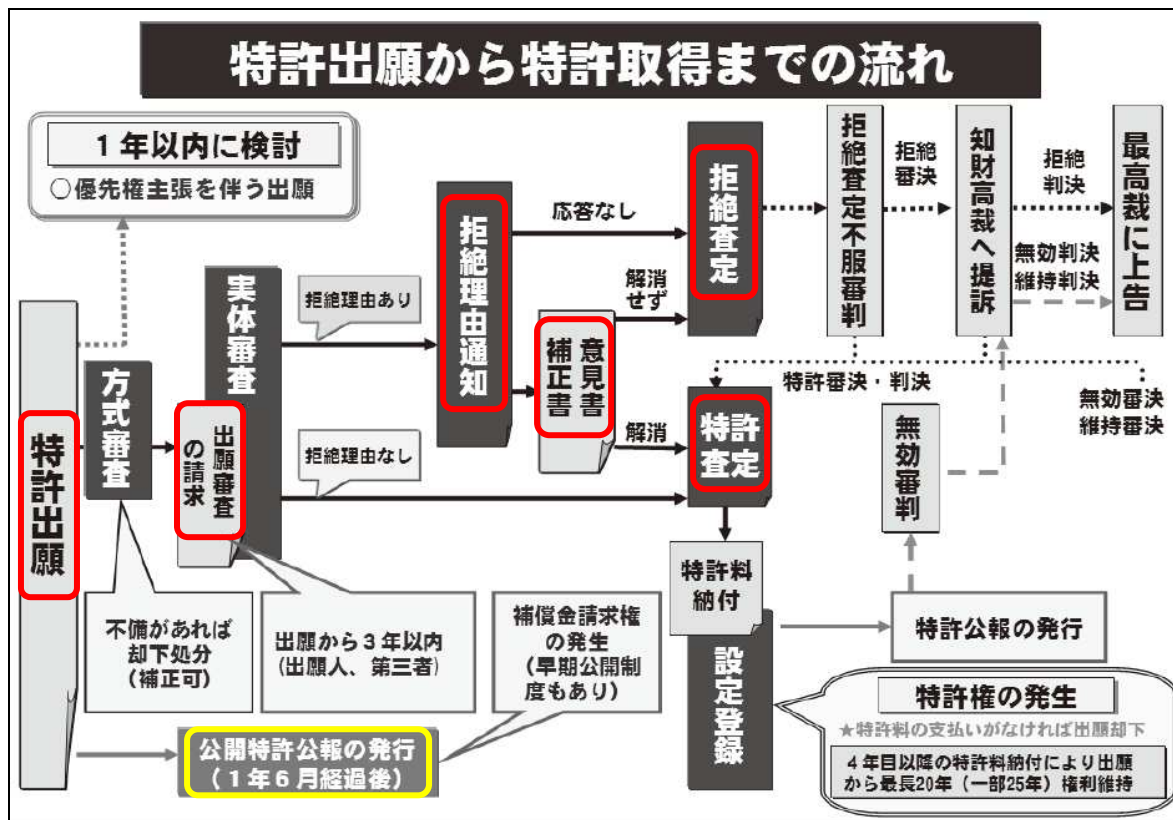 特許出願から特許取得までの流れ
1年以内に検討
○優先権主張を伴う出願
特許出願
方式審査
不備があれば
却下処分
(補正可)
実体審査
出願審査
の請求
出願から3年以内
(出願人、第三者)
公開特許公報の発行
(1年6月経過後)
補償金請求権
の発生
(早期公開制
度もあり)
拒絶理由あり
拒絶理由なし
拒絶理由通知
応答なし
意見書
補正書
解消
せず
解消
拒絶査定
特許
査定
拒絶査定不服審判
拒絶
審決
知財高裁へ提訴
拒絶
判決
無効判決
維持判決
最高裁に上告
特許審決・判決
無効審決
維持審決
無効審判
特許料
納付
設定登録
特許公報の発行
特許権の発生
★特許料の支払いがなければ出願却下
4年目以降の特許料納付により出願
から最長20年(一部25年)権利維持